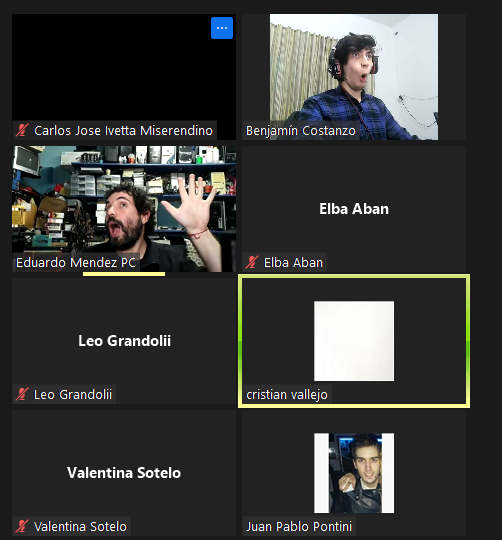 Carlos Jose Ivetta Miserendino
Benjamín Costanzo
Eduardo Mendez PC
Elba Aban
Elba Aban
Leo Grandolii
Leo Grandolii
cristian vallejo
Valentina Sotelo
Valentina Sotelo
Juan Pablo Pontini